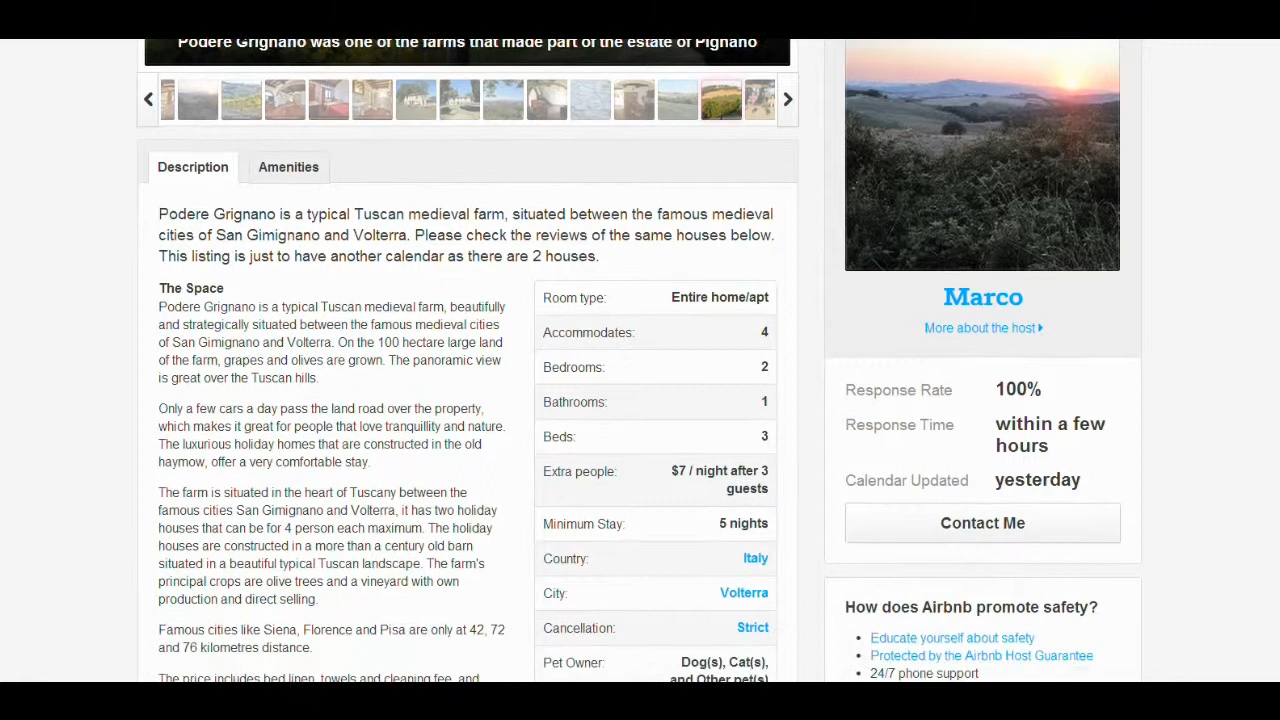 Podere Grignano was one of the farms that made part of the estate of Pignano
Description
Amenities
Podere Grignano is a typical Tuscan medieval farm, situated between the famous medieval
cities of San Gimignano and Volterra. Please check the reviews of the same houses below.
This listing is just to have another calendar as there are 2 houses.
The Space
Podere Grignano is a typical Tuscan medieval farm, beautifully
and strategically situated between the famous medieval cities
of San Gimignano and Volterra. On the 100 hectare large land
of the farm, grapes and olives are grown. The panoramic view
is great over the Tuscan hills.
Only a few cars a day pass the land road over the property,
which makes it great for people that love tranquillity and nature.
The luxurious holiday homes that are constructed in the old
haymow, offer a very comfortable stay.
The farm is situated in the heart of Tuscany between the
famous cities San Gimignano and Volterra, it has two holiday
houses that can be for 4 person each maximum. The holiday
houses are constructed in a more than a century old barn
situated in a beautiful typical Tuscan landscape. The farm's
principal crops are olive trees and a vineyard with own
production and direct selling.
Famous cities like Siena, Florence and Pisa are only at 42, 72
and 76 kilometres distance.
The price includes bed linen, towels and cleaning fee, and
Room type: Entire home/apt
Accommodates: 4
Bedrooms: 2
Bathrooms: 1
Beds: 3
Extra people: $7 / night after 3
guests
Minimum Stay: 5 nights
Country: Italy
City: Volterra
Cancellation: Strict
Pet Owner: Dog(s), Cat(s),
and Other pet(s)
Marco
More about the host
Response Rate 100%
Response Time within a few
hours
Calendar Updated yesterday
Contact Me
How does Airbnb promote safety?
• Educate yourself about safety
• Protected by the Airbnb Host Guarantee
• 24/7 phone support